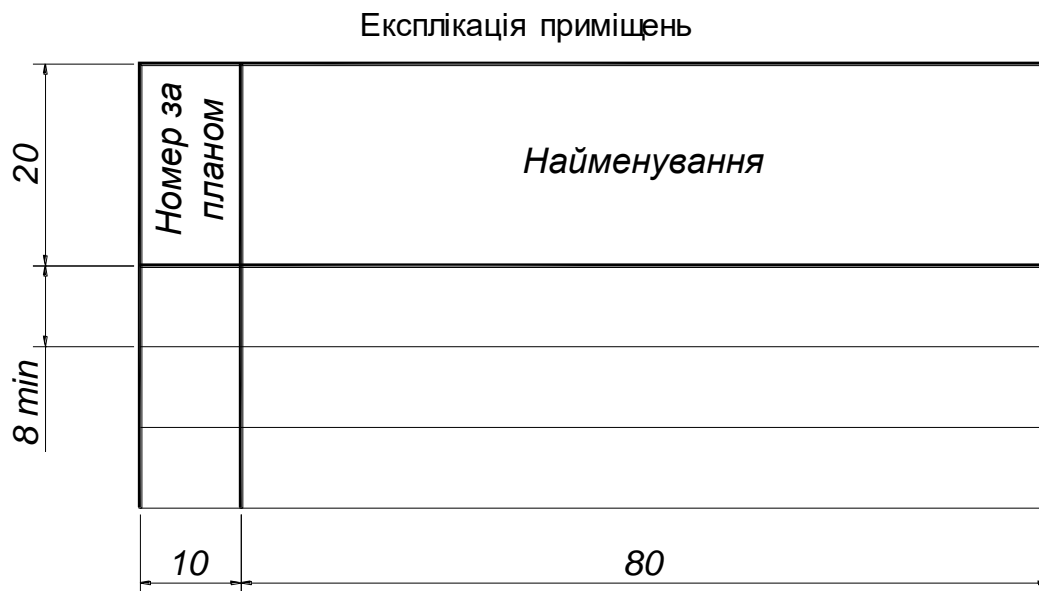 Експлікація приміщень
20
Номер за
планом
Найменування
8 min
10
80